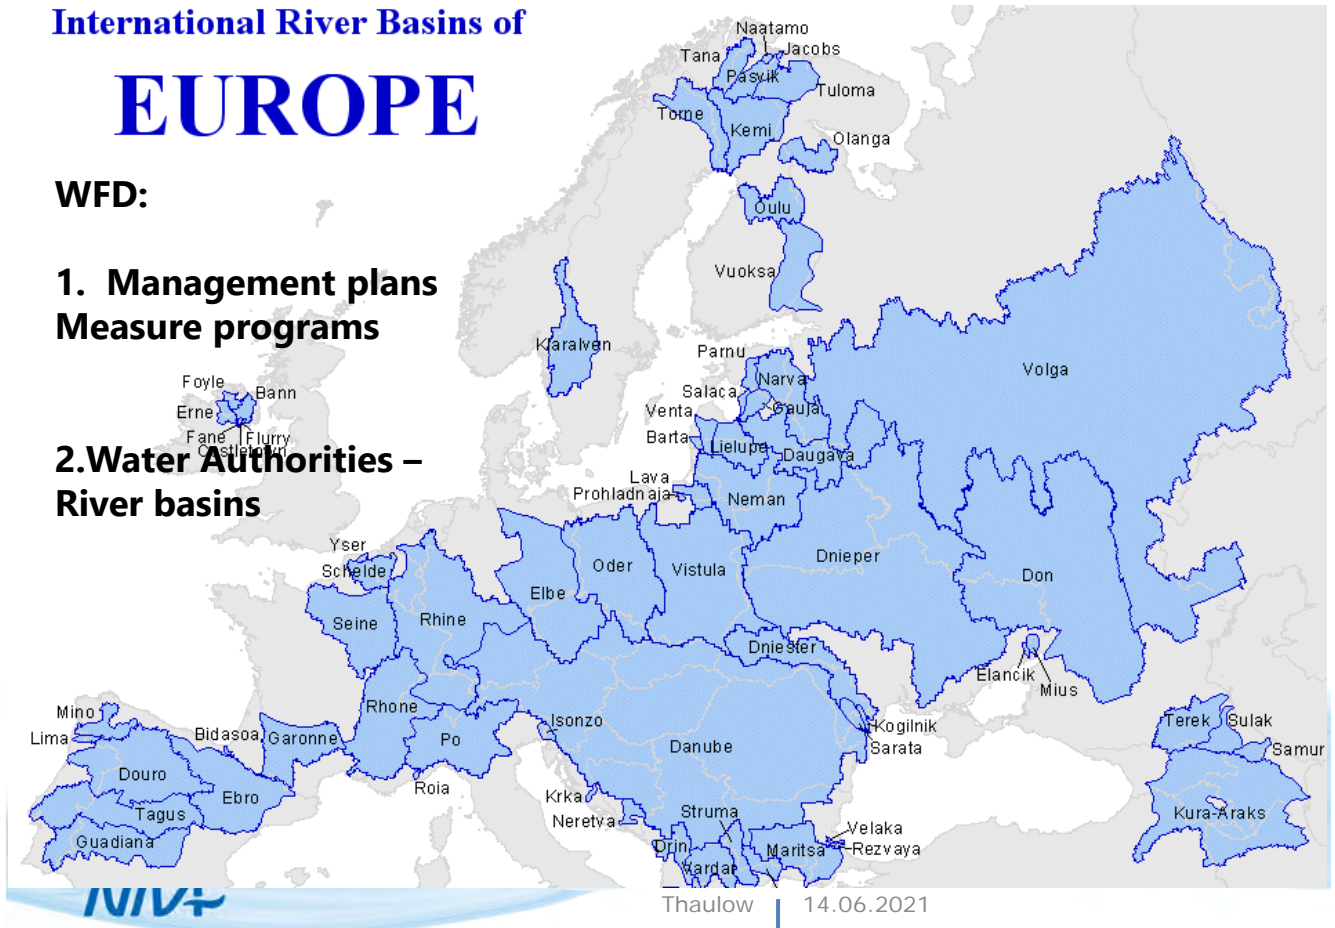 International River Basins of
EUROPE
WFD:
1. Management plans
Measure programs
2.Water Authorities –
River basins
Naatamo
Jacobs
Tana
Pasvik
Tuloma
Torne
Kemi
Olanga
Oulu
Vuoksa
Klaralven
Parnu
Narva
Salaca
Gauja
Venta
Barta
Lielupe
Daugava
Lava
Prohladnaja
Neman
Volga
Foyle
Bann
Erne
Fane
Flurry
Castletown
Yser
Schelde
Seine
Rhine
Elbe
Oder
Vistula
Dnieper
Don
Dniester
Elancik
Mius
Mino
Lima
Bidasoa
Garonne
Rhone
Po
Isonzo
Danube
Kogilnik
Sarata
Terek
Sulak
Samur
Kura-Araks
Douro
Ebro
Tagus
Guadiana
Roia
Krka
Neretva
Struma
Drin
Vardar
Maritsa
Velaka
Rezvaya
NIVA
Thaulow
14.06.2021